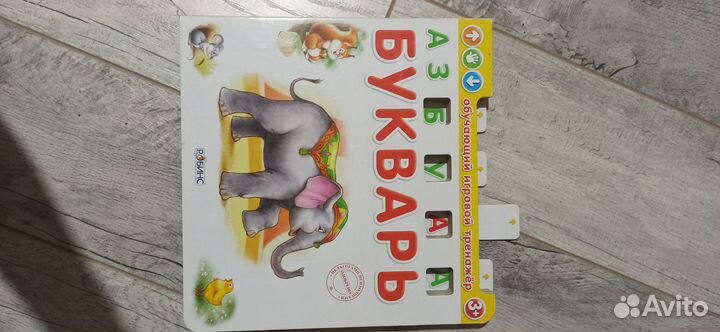 обучающий игровой тренажёр
3+
А З Б У А А
БУКВАРЬ
РОБИНС
Avito